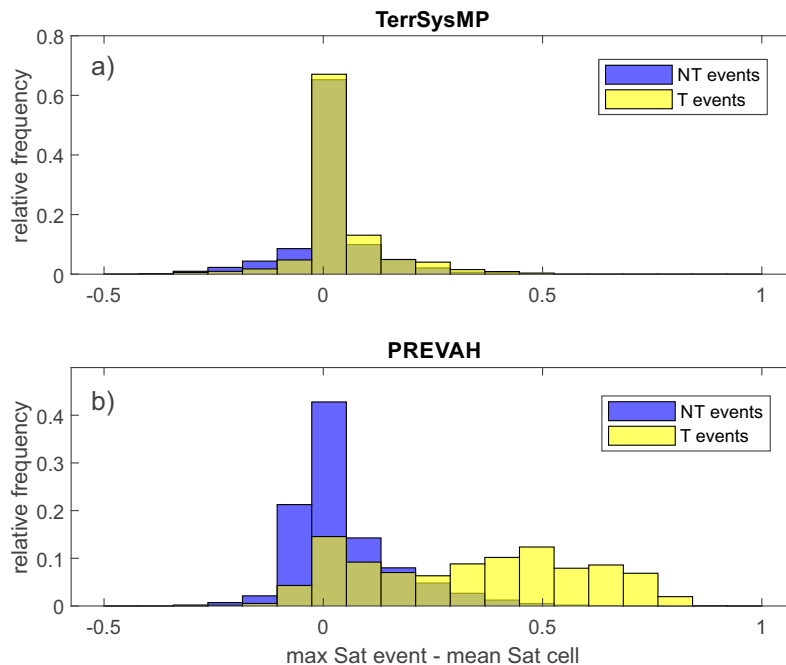 TerrSysMP
a)
NT events
T events
relative frequency
0.8
0.6
0.4
0.2
0
-0.5 0 0.5 1
PREVAH
b)
NT events
T events
relative frequency
0.4
0.3
0.2
0.1
0
-0.5 0 0.5 1
max Sat event - mean Sat cell